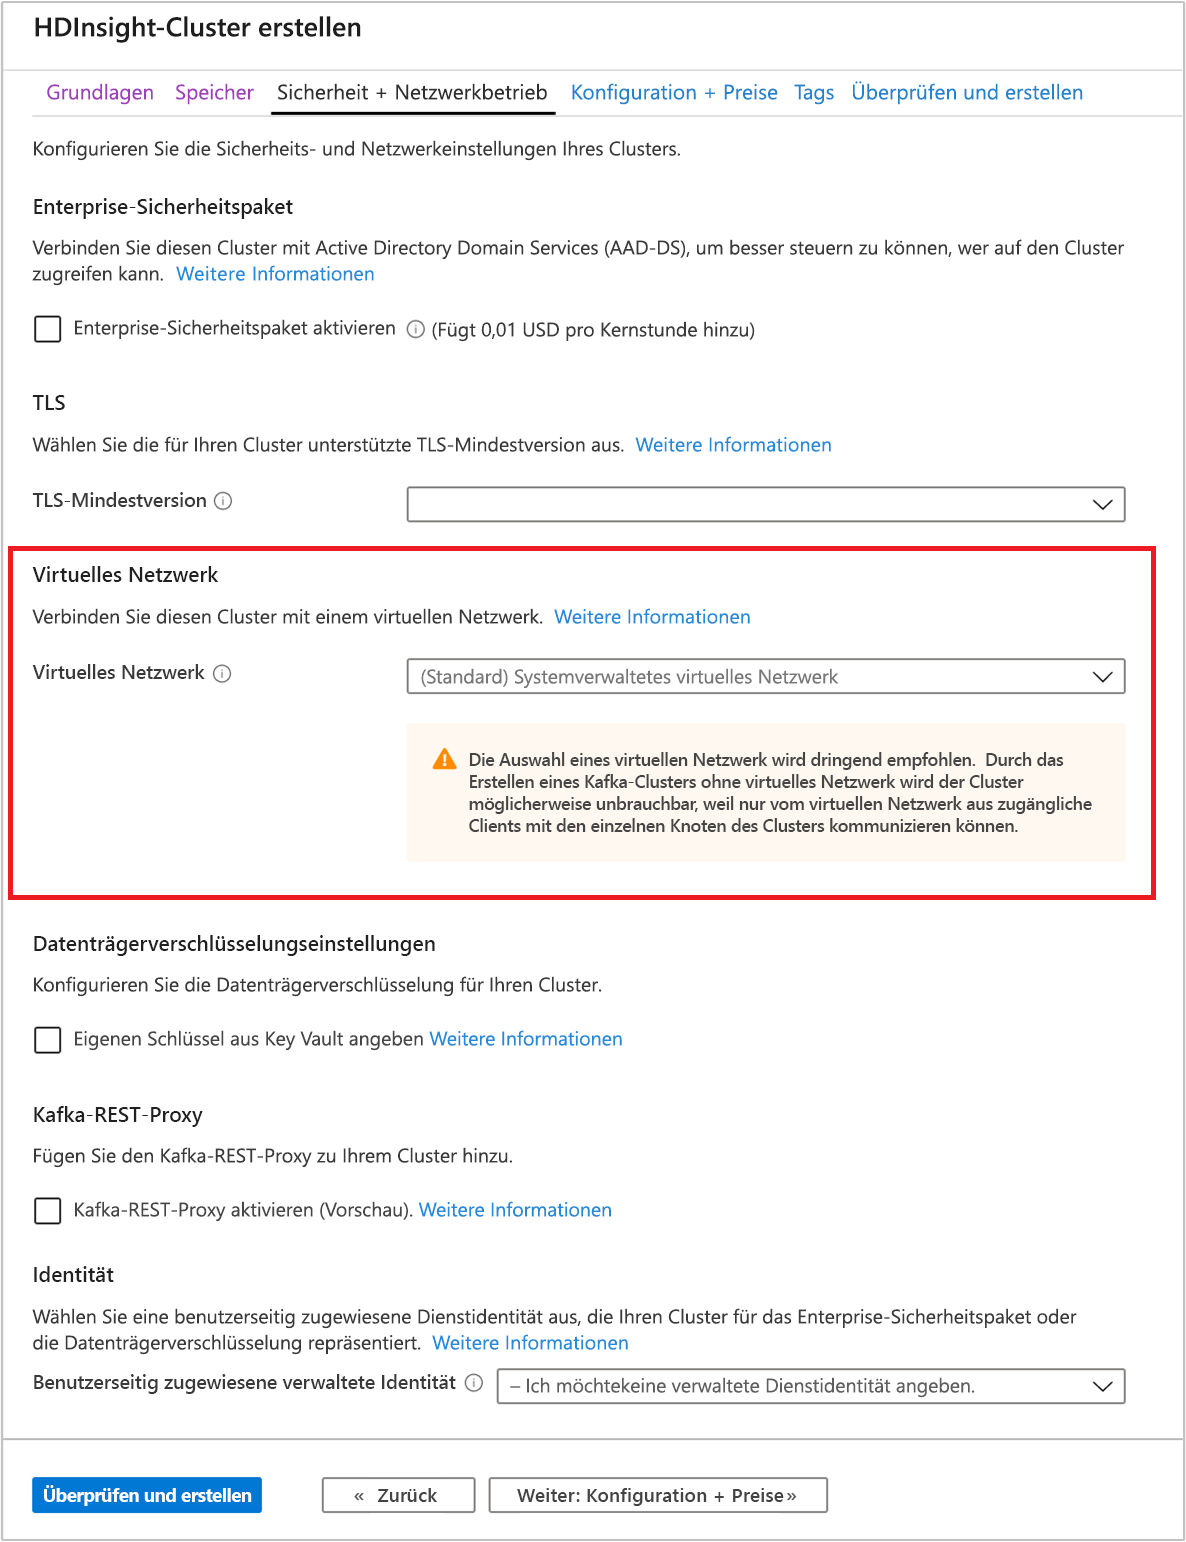 HDInsight-Cluster erstellen
Grundlagen Speicher Sicherheit + Netzwerkbetrieb Konfiguration + Preise Tags Überprüfen und erstellen
Konfigurieren Sie die Sicherheits- und Netzwerkeinstellungen Ihres Clusters.
Enterprise-Sicherheitspaket
Verbinden Sie diesen Cluster mit Active Directory Domain Services (AAD-DS), um besser steuern zu können, wer auf den Cluster
zugreifen kann. Weitere Informationen
Enterprise-Sicherheitspaket aktivieren (Fügt 0,01 USD pro Kernstunde hinzu)
TLS
Wählen Sie die für Ihren Cluster unterstützte TLS-Mindestversion aus. Weitere Informationen
TLS-Mindestversion
Virtuelles Netzwerk
Verbinden Sie diesen Cluster mit einem virtuellen Netzwerk. Weitere Informationen
Virtuelles Netzwerk (Standard) Systemverwaltetes virtuelles Netzwerk
Die Auswahl eines virtuellen Netzwerk wird dringend empfohlen. Durch das
Erstellen eines Kafka-Clusters ohne virtuelles Netzwerk wird der Cluster
möglicherweise unbrauchbar, weil nur vom virtuellen Netzwerk aus zugängliche
Clients mit den einzelnen Knoten des Clusters kommunizieren können.
Datenträgerverschlüsselungseinstellungen
Konfigurieren Sie die Datenträgerverschlüsselung für Ihren Cluster.
Eigenen Schlüssel aus Key Vault angeben Weitere Informationen
Kafka-REST-Proxy
Fügen Sie den Kafka-REST-Proxy zu Ihrem Cluster hinzu.
Kafka-REST-Proxy aktivieren (Vorschau). Weitere Informationen
Identität
Wählen Sie eine benutzerseitig zugewiesene Dienstidentität aus, die Ihren Cluster für das Enterprise-Sicherheitspaket oder
die Datenträgerverschlüsselung repräsentiert. Weitere Informationen
Benutzerseitig zugewiesene verwaltete Identität – Ich möchtekeine verwaltete Dienstidentität angeben.
Überprüfen und erstellen « Zurück Weiter: Konfiguration + Preise»